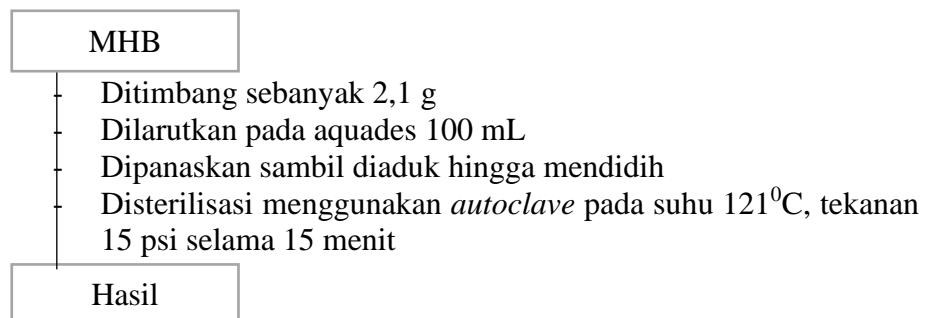 MHB
- Ditimbang sebanyak 2,1 g
- Dilarutkan pada aquades 100 mL
- Dipanaskan sambil diaduk hingga mendidih
- Disterilisasi menggunakan autoclave pada suhu 121⁰C, tekanan
15 psi selama 15 menit
Hasil